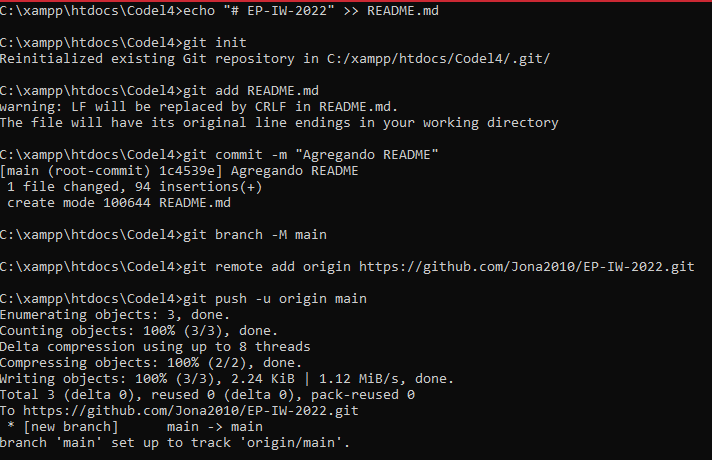 C:\xampp\htdocs\Codel4>echo "# EP-IW-2022" >> README.md
C:\xampp\htdocs\Codel4>git init
Reinitialized existing Git repository in C:/xampp/htdocs/Codel4/.git/
C:\xampp\htdocs\Codel4>git add README.md
warning: LF will be replaced by CRLF in README.md.
The file will have its original line endings in your working directory
C:\xampp\htdocs\Codel4>git commit -m "Agregando README"
[main (root-commit) 1c4539e] Agregando README
 1 file changed, 94 insertions(+)
 create mode 100644 README.md
C:\xampp\htdocs\Codel4>git branch -M main
C:\xampp\htdocs\Codel4>git remote add origin https://github.com/Jona2010/EP-IW-2022.git
C:\xampp\htdocs\Codel4>git push -u origin main
Enumerating objects: 3, done.
Counting objects: 100% (3/3), done.
Delta compression using up to 8 threads
Compressing objects: 100% (2/2), done.
Writing objects: 100% (3/3), 2.24 KiB | 1.12 MiB/s, done.
Total 3 (delta 0), reused 0 (delta 0), pack-reused 0
To https://github.com/Jona2010/EP-IW-2022.git
 * [new branch]      main -> main
branch 'main' set up to track 'origin/main'.